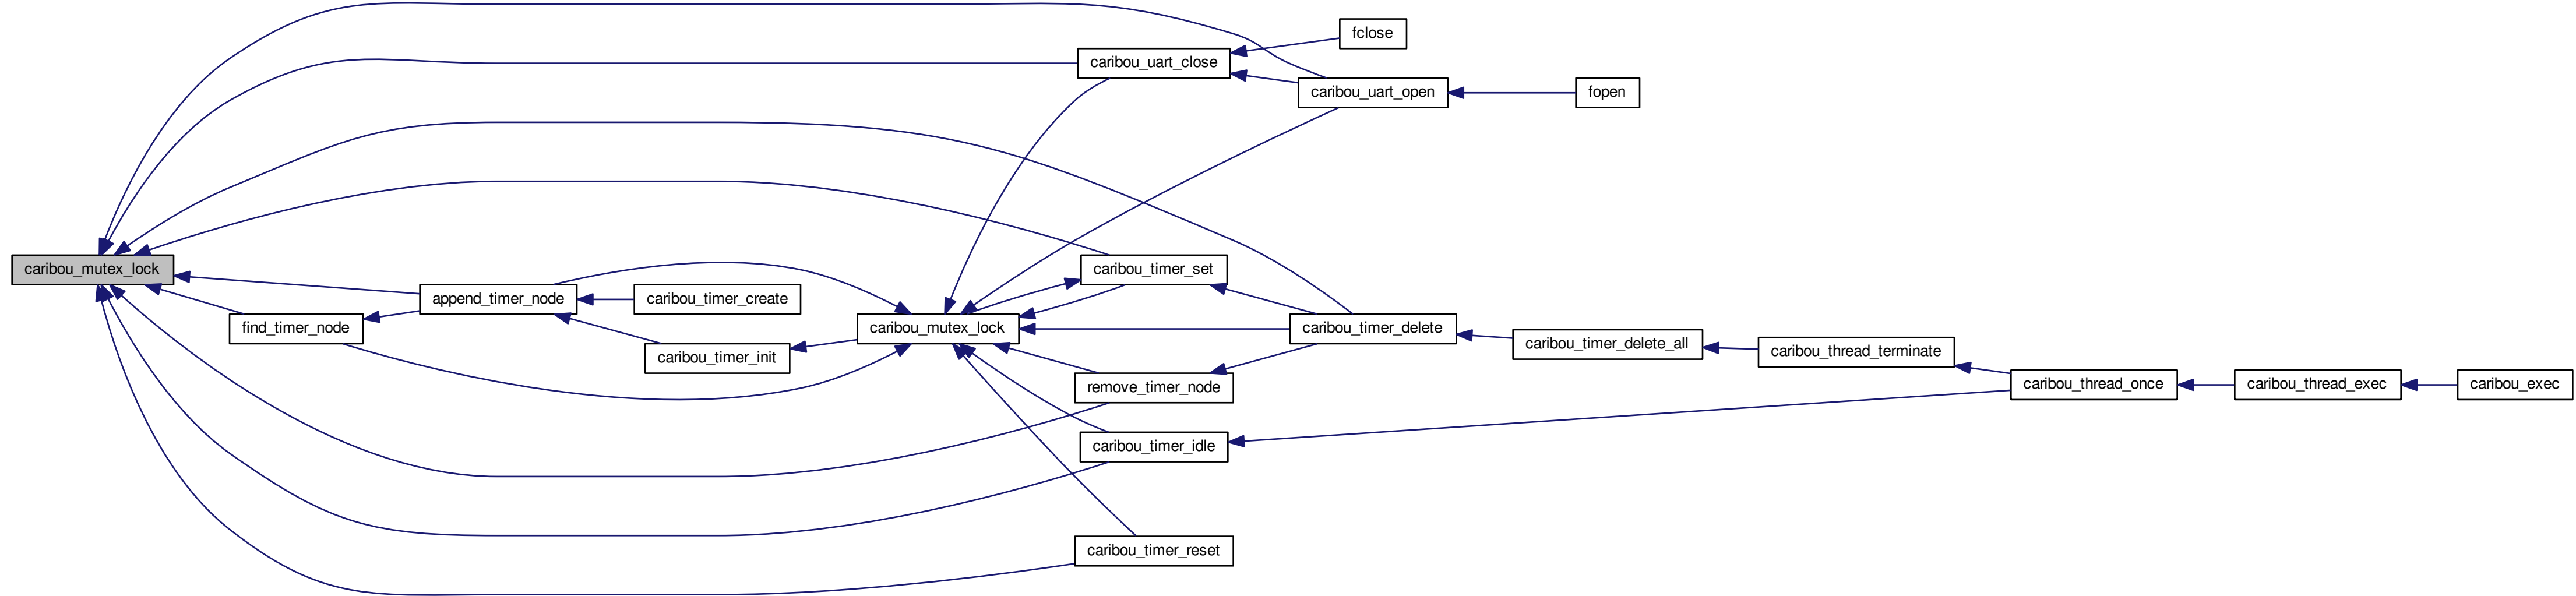 fclose
caribou_uart_close
caribou_uart_open
fopen
caribou_mutex_lock
caribou_timer_set
append_timer_node
caribou_timer_create
find_timer_node
caribou_mutex_lock
caribou_timer_delete
caribou_timer_init
caribou_timer_delete_all
caribou_thread_terminate
remove_timer_node
caribou_thread_once
caribou_thread_exec
caribou_exec
caribou_timer_idle
caribou_timer_reset